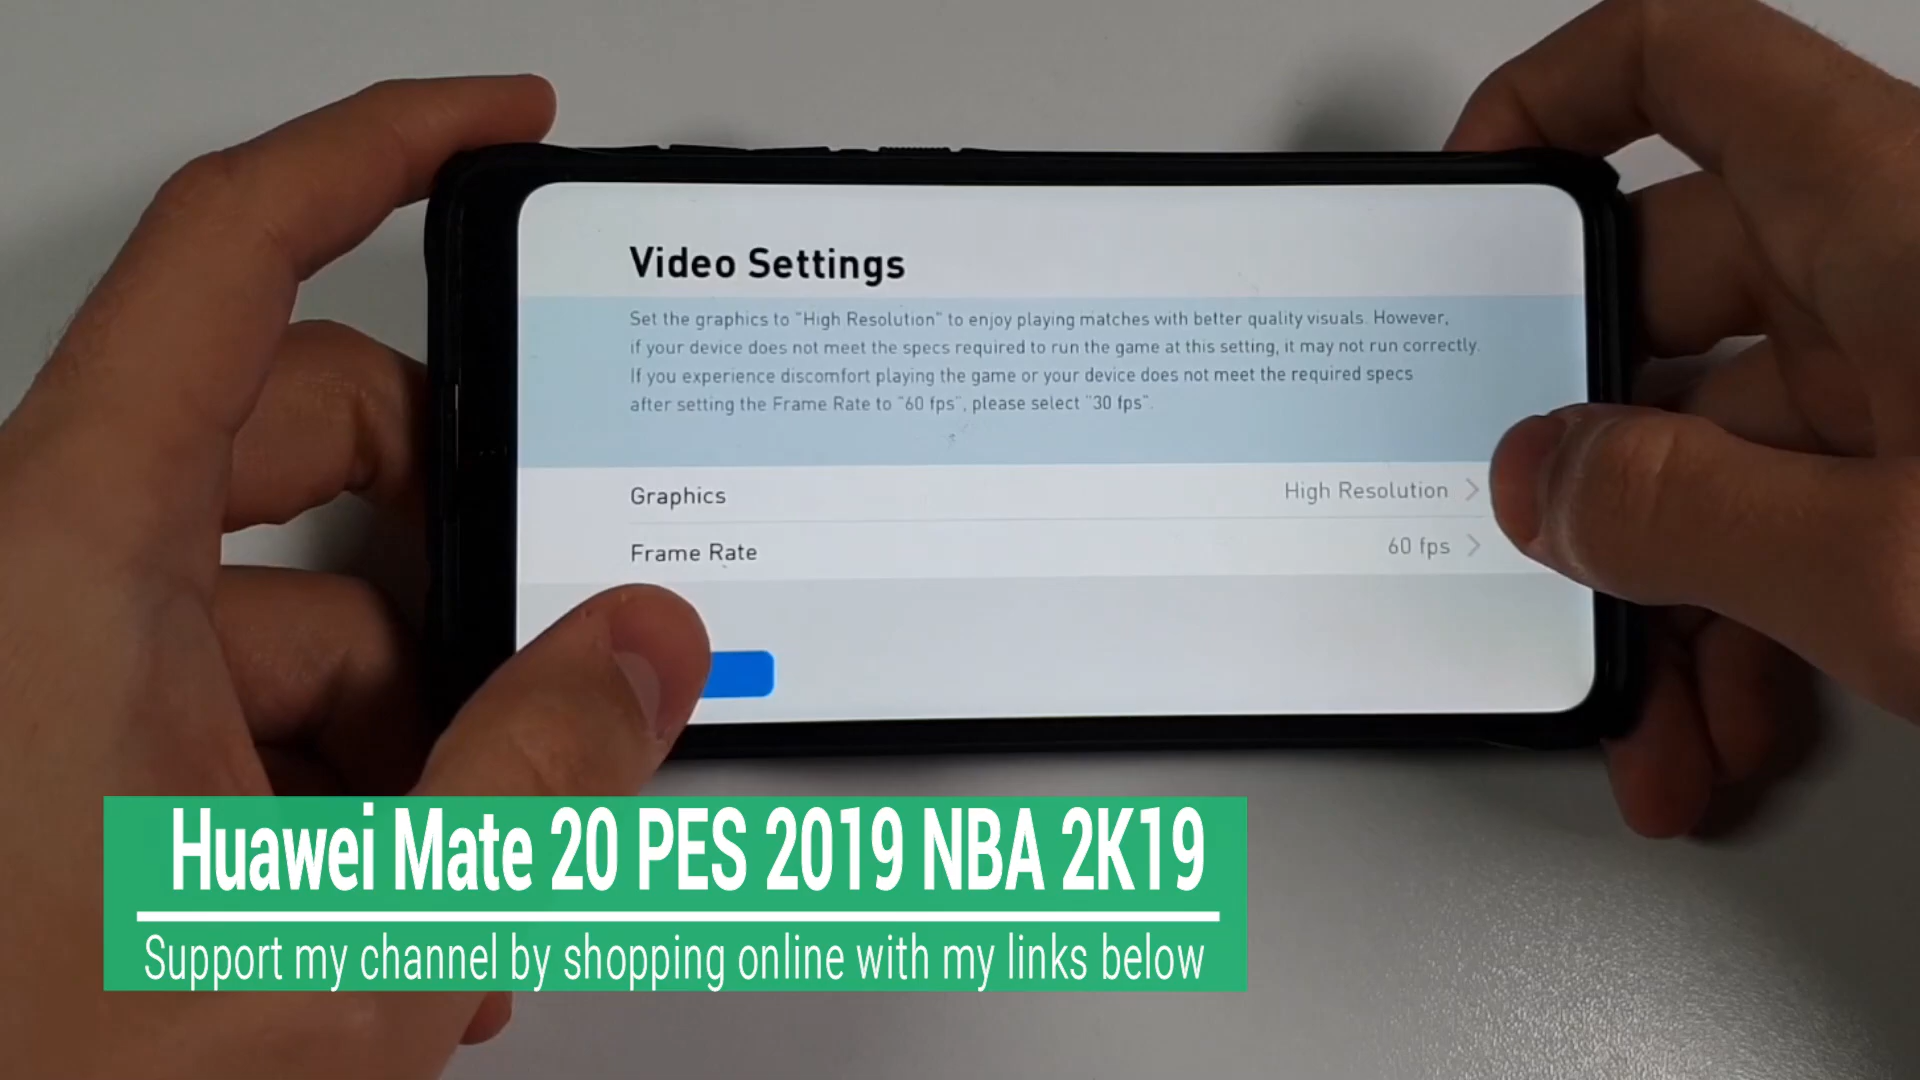 Video Settings
Set the graphics to "High Resolution" to enjoy playing matches with better quality visuals. However,
if your device does not meet the specs required to run the game at this setting, it may not run correctly.
If you experience discomfort playing the game or your device does not meet the required specs
after setting the Frame Rate to "60 fps", please select "30 fps".
Graphics High Resolution
Frame Rate 60 fps
Huawei Mate 20 PES 2019 NBA 2K19
Support my channel by shopping online with my links below